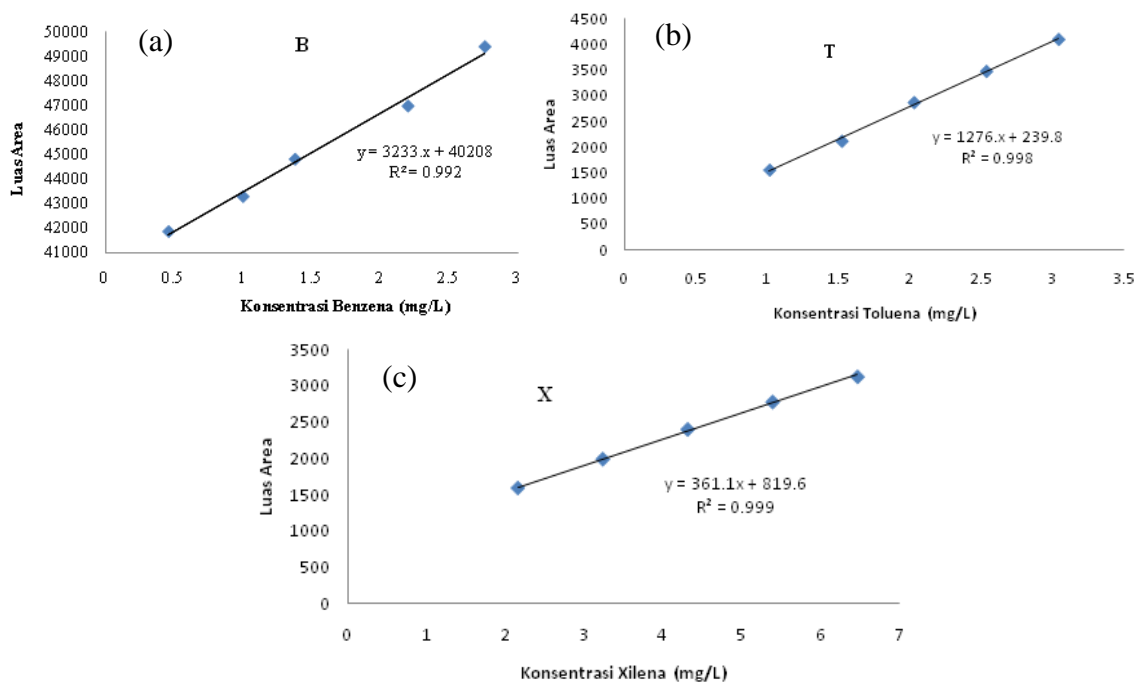 (a)
B
50000
49000
48000
47000
46000
45000
44000
43000
42000
41000
Luas Area
y = 3233.x + 40208
R² = 0.992
0 0.5 1 1.5 2 2.5 3
Konsentrasi Benzena (mg/L)
(b)
T
4500
4000
3500
3000
2500
2000
1500
1000
500
0
Luas Area
y = 1276.x + 239.8
R² = 0.998
0 0.5 1 1.5 2 2.5 3 3.5
Konsentrasi Toluena (mg/L)
(c)
X
3500
3000
2500
2000
1500
1000
500
0
Luas Area
y = 361.1x + 819.6
R² = 0.999
0 1 2 3 4 5 6 7
Konsentrasi Xilena (mg/L)